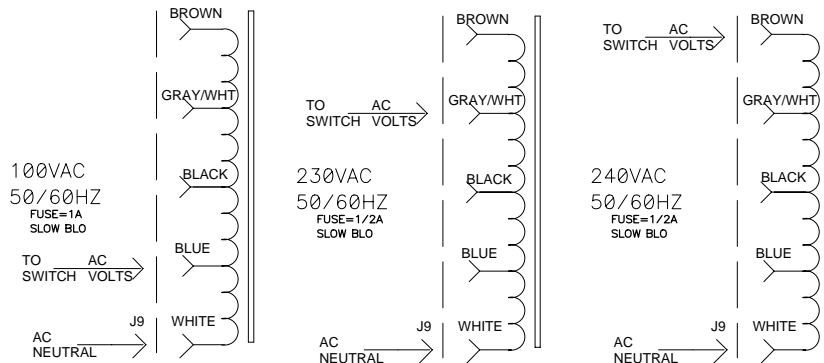 BROWN
GRAY/WHT
BLACK
100VAC
50/60HZ
FUSE=1A
SLOW BLO
BLUE
TO AC
SWITCH VOLTS
J9 WHITE
AC
NEUTRAL
BROWN
TO AC
SWITCH VOLTS
GRAY/WHT
230VAC
50/60HZ
FUSE=1/2A
SLOW BLO
BLACK
BLUE
J9 WHITE
AC
NEUTRAL
BROWN
TO AC
SWITCH VOLTS
GRAY/WHT
240VAC
50/60HZ
FUSE=1/2A
SLOW BLO
BLACK
BLUE
J9 WHITE
AC
NEUTRAL